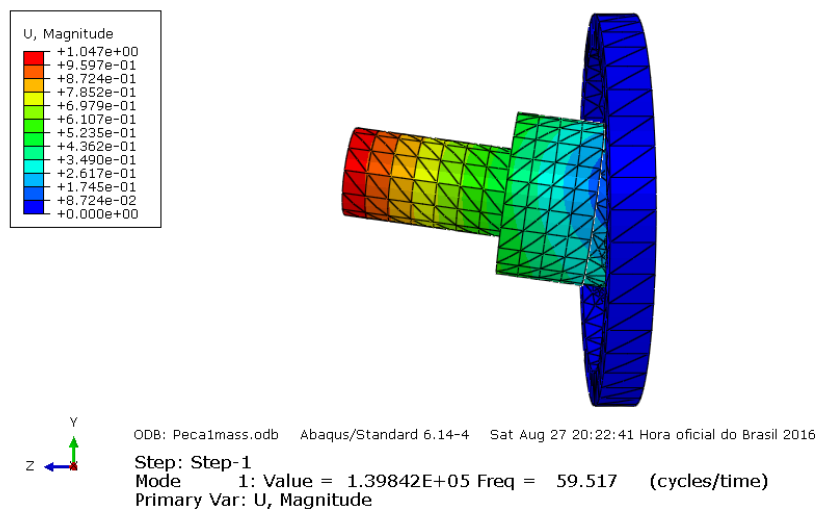 U, Magnitude
+1.047e+00
+9.597e-01
+8.724e-01
+7.852e-01
+6.979e-01
+6.107e-01
+5.235e-01
+4.362e-01
+3.490e-01
+2.617e-01
+1.745e-01
+8.724e-02
+0.000e+00
Y
Z
ODB: Peca1mass.odb Abaqus/Standard 6.14-4 Sat Aug 27 20:22:41 Hora oficial do Brasil 2016
Step: Step-1
Mode 1: Value = 1.39842E+05 Freq = 59.517 (cycles/time)
Primary Var: U, Magnitude